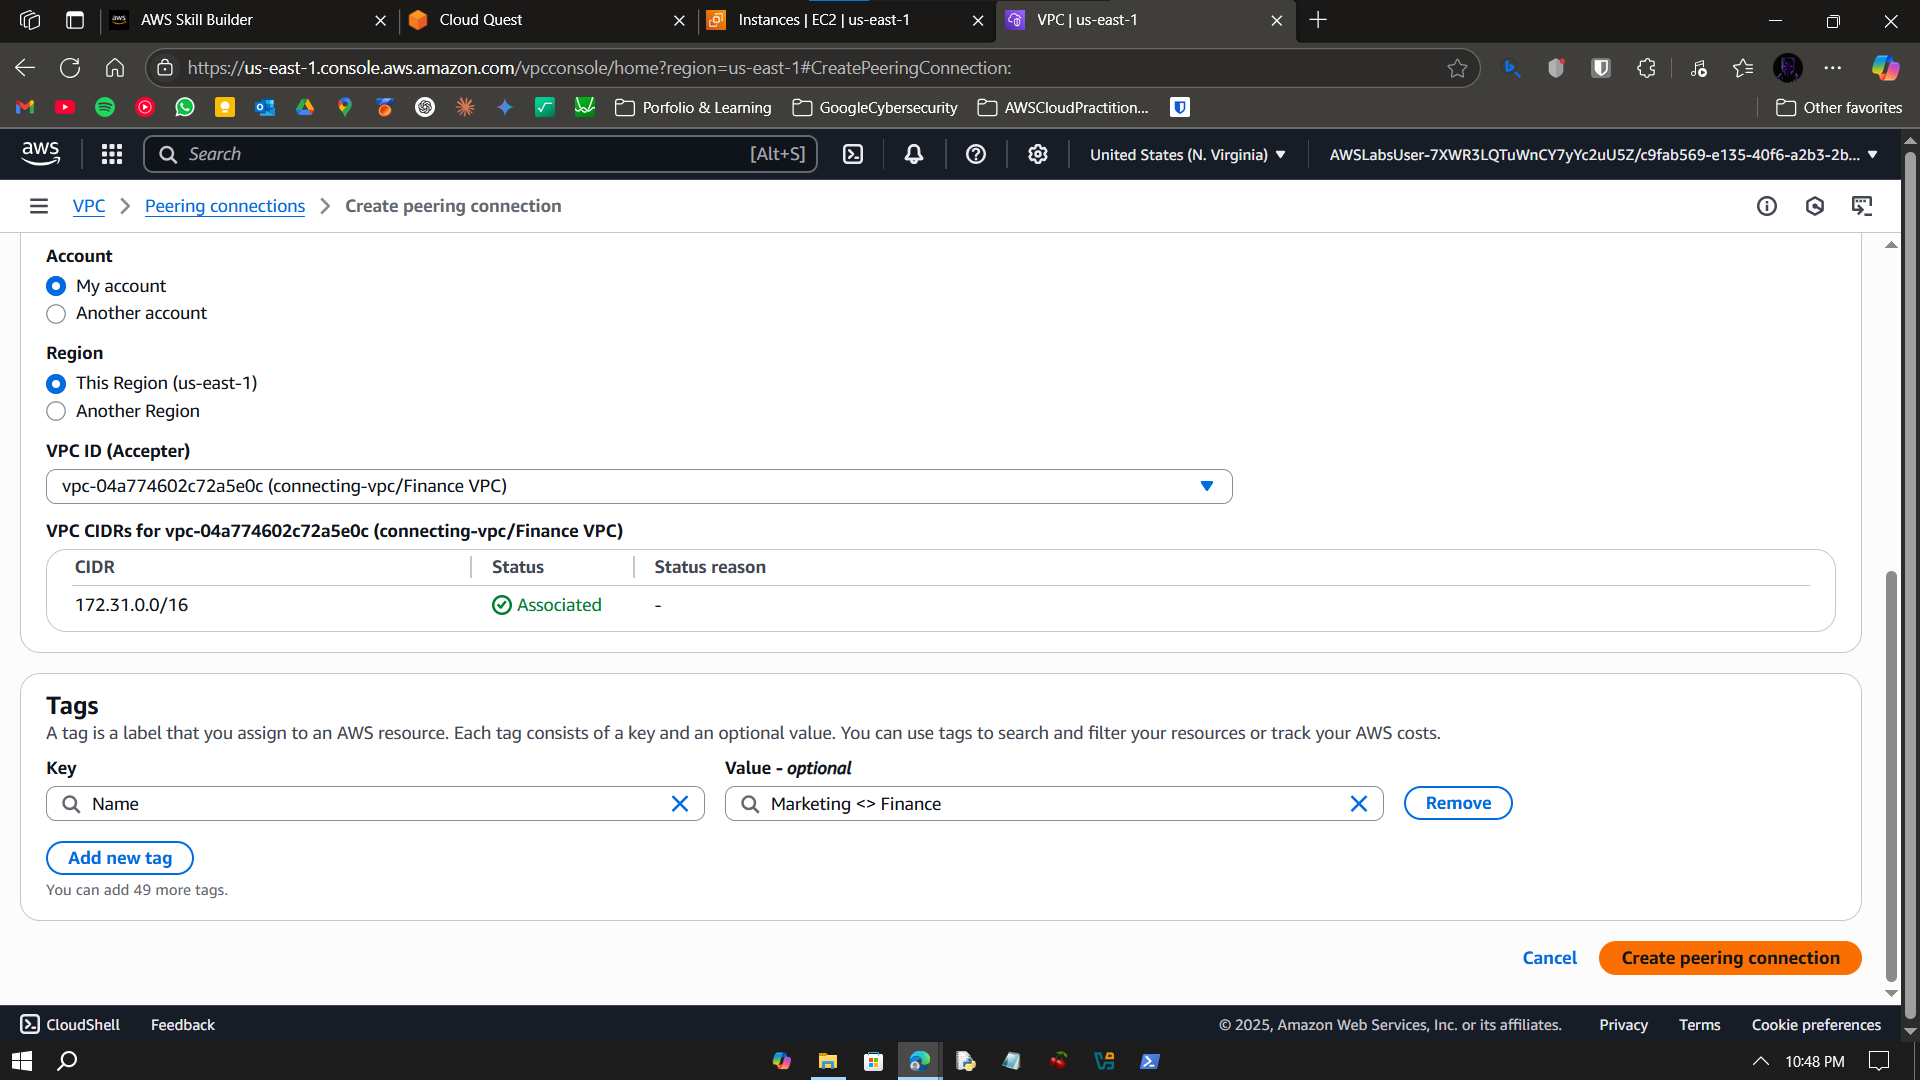 AWS Skill Builder
Cloud Quest
Instances | EC2 | us-east-1
VPC | us-east-1
https://us-east-1.console.aws.amazon.com/vpcconsole/home?region=us-east-1#CreatePeeringConnection:
Porfolio & Learning
GoogleCybersecurity
AWSCloudPractition...
Other favorites
aws
Search
[Alt+S]
United States (N. Virginia)
AWSLabsUser-7XWR3LQTuWnCY7yYc2uU5Z/c9fab569-e135-40f6-a2b3-2b...
VPC
Peering connections
Create peering connection
Account
My account
Another account
Region
This Region (us-east-1)
Another Region
VPC ID (Accepter)
vpc-04a774602c72a5e0c (connecting-vpc/Finance VPC)
VPC CIDRs for vpc-04a774602c72a5e0c (connecting-vpc/Finance VPC)
CIDR Status Status reason
172.31.0.0/16 Associated -
Tags
A tag is a label that you assign to an AWS resource. Each tag consists of a key and an optional value. You can use tags to search and filter your resources or track your AWS costs.
Key
Value - optional
Name
Marketing <> Finance
Remove
Add new tag
You can add 49 more tags.
Cancel
Create peering connection
CloudShell
Feedback
© 2025, Amazon Web Services, Inc. or its affiliates.
Privacy
Terms
Cookie preferences
10:48 PM